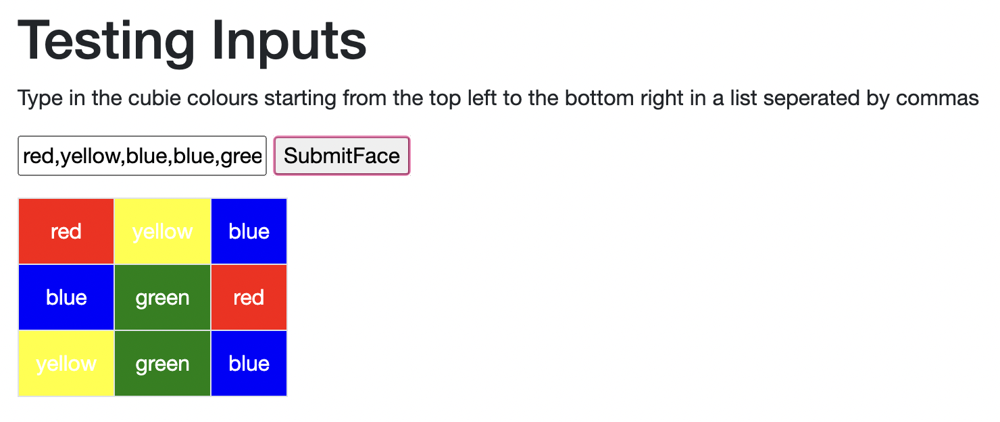 Testing Inputs
Type in the cubie colours starting from the top left to the bottom right in a list seperated by commas
red,yellow,blue,blue,gree SubmitFace
red yellow blue
blue green red
yellow green blue